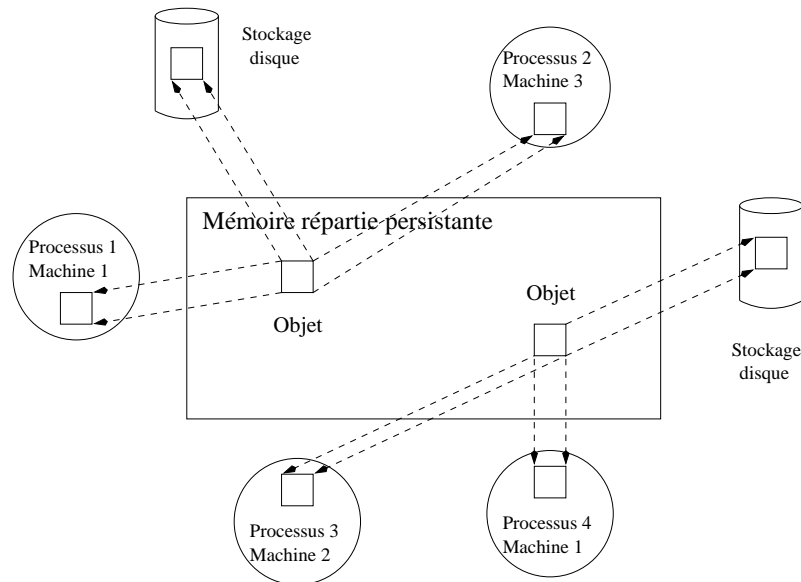 Stockage
disque
Processus 2
Machine 3
Mémoire répartie persistante
Processus 1
Machine 1
Objet
Objet
Stockage
disque
Processus 3
Machine 2
Processus 4
Machine 1